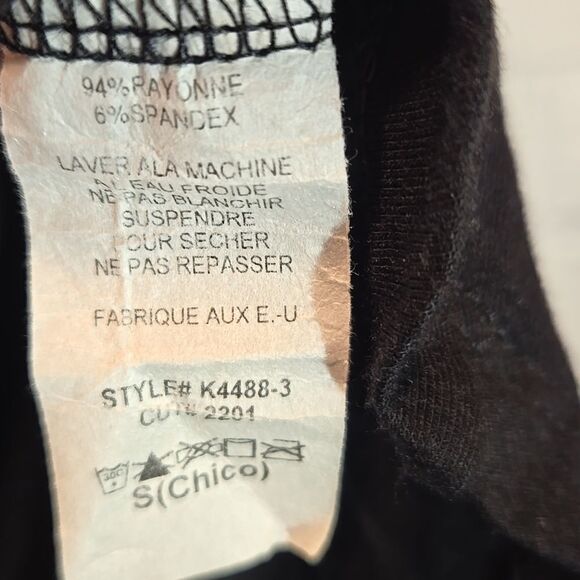 94% RAYONNE
6% SPANDEX
LAVER ALA MACHINE
A L EAU FROIDE
NE PAS BLANCHIR
SUSPENDRE
POUR SECHER
NE PAS REPASSER
FABRIQUE AUX E.-U
STYLE# K4488-3
CUT# 2201
30C
S(Chico)